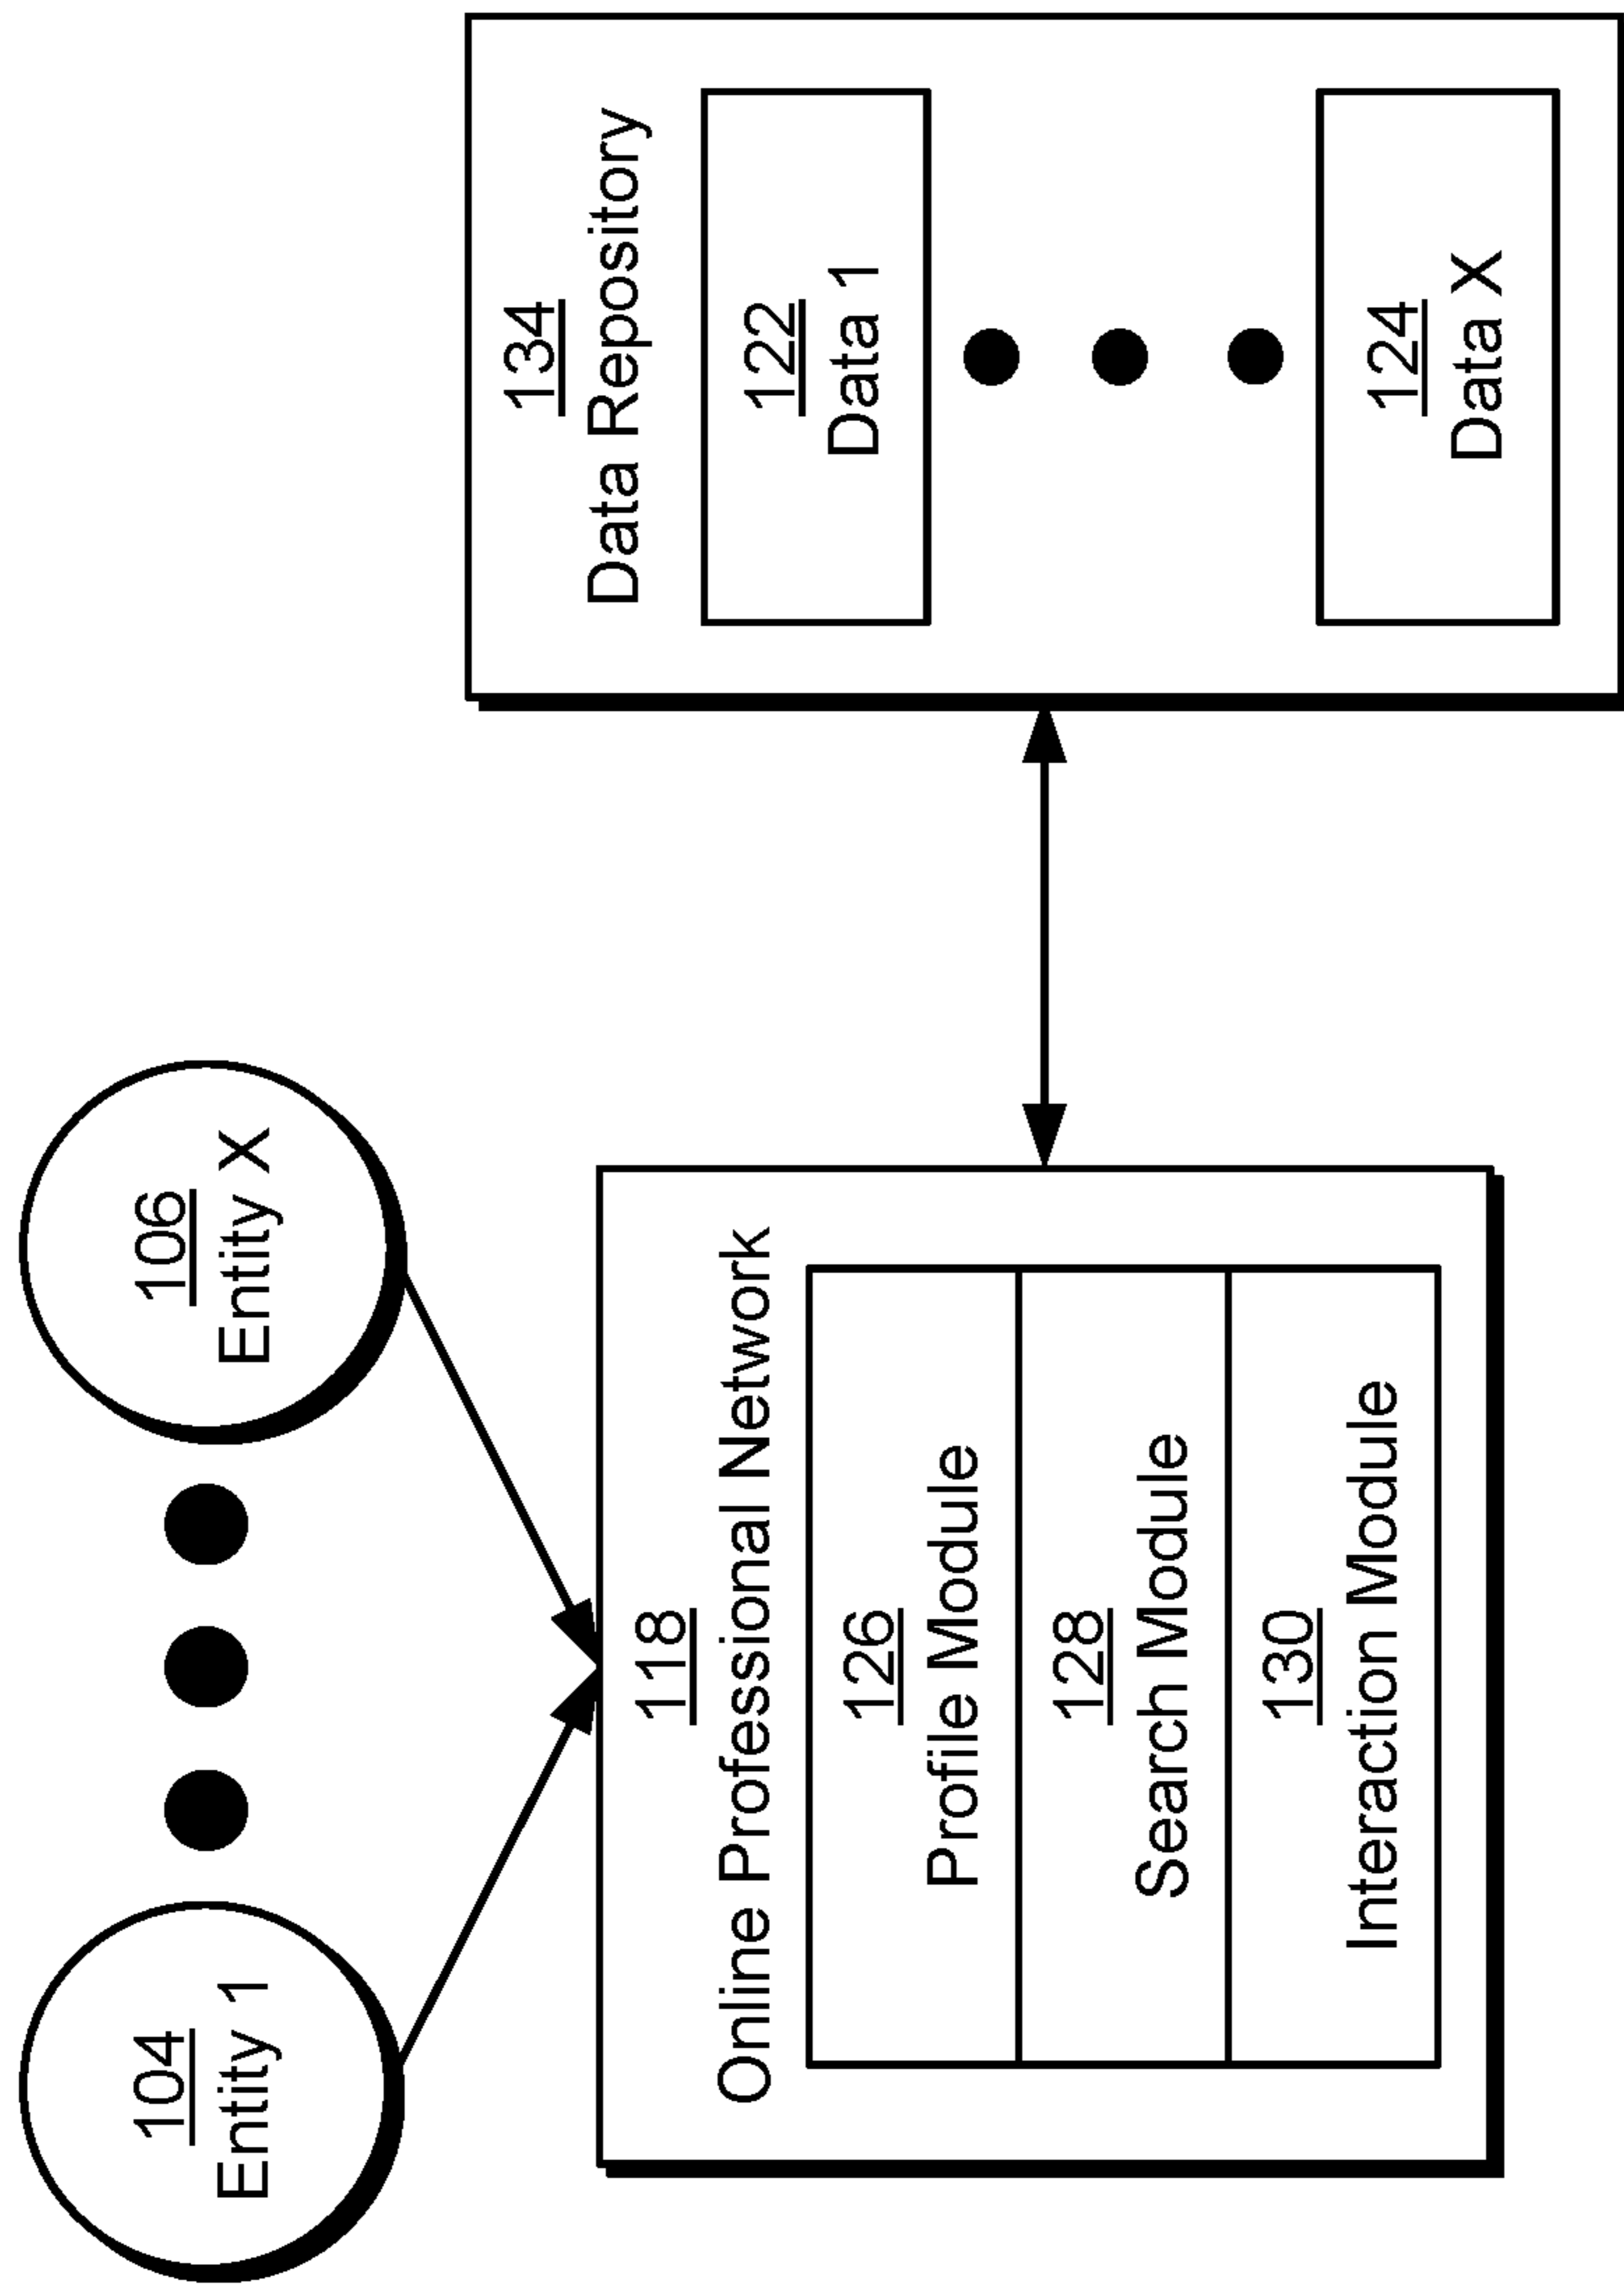 104
Entity 1
106
Entity X
118
Online Professional Network
126
Profile Module
128
Search Module
130
Interaction Module
134
Data Repository
122
Data 1
124
Data X